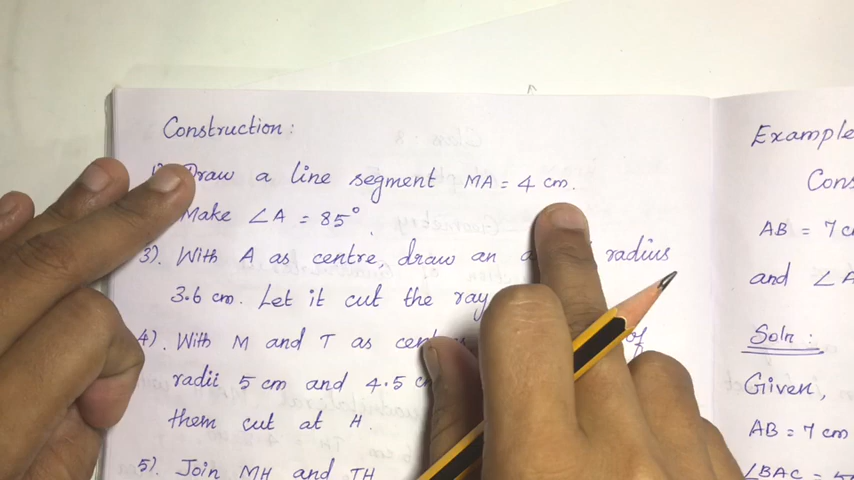 Construction:
Draw a line segment MA = 4 cm.
Make ∠A = 85°.
3). With A as centre, draw an radius
3.6 cm. Let it cut the ray
4). With M and T as of
radii 5 cm and 4.5
them cut at H.
5). Join MH and TH
Example
AB = 7
and ∠
Soln:
Given,
AB = 7 cm
∠BAC =